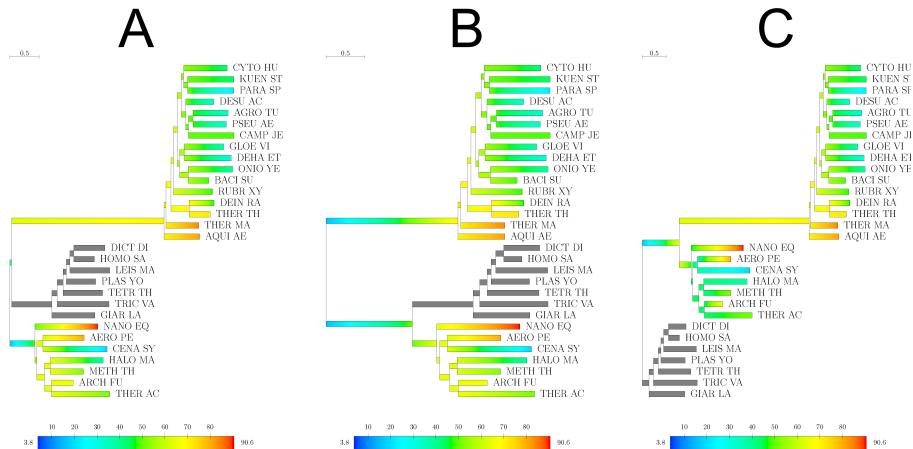 A B C
0.5 0.5 0.5
CYTO HU
KUEN ST
PARA SP
DESU AC
AGRO TU
PSEU AE
CAMP JE
GLOE VI
DEHA ET
ONIO YE
BACI SU
RUBR XY
DEIN RA
THER TH
THER MA
AQUI AE
DICT DI
HOMO SA
LEIS MA
PLAS YO
TETR TH
TRIC VA
GIAR LA
NANO EQ
AERO PE
CENA SY
HALO MA
METH TH
ARCH FU
THER AC
3.8 10 20 30 40 50 60 70 80 90.6
CYTO HU
KUEN ST
PARA SP
DESU AC
AGRO TU
PSEU AE
CAMP JE
GLOE VI
DEHA ET
ONIO YE
BACI SU
RUBR XY
DEIN RA
THER TH
THER MA
AQUI AE
DICT DI
HOMO SA
LEIS MA
PLAS YO
TETR TH
TRIC VA
GIAR LA
NANO EQ
AERO PE
CENA SY
HALO MA
METH TH
ARCH FU
THER AC
3.8 10 20 30 40 50 60 70 80 90.6
CYTO HU
KUEN ST
PARA SP
DESU AC
AGRO TU
PSEU AE
CAMP JE
GLOE VI
DEHA ET
ONIO YE
BACI SU
RUBR XY
DEIN RA
THER TH
THER MA
AQUI AE
NANO EQ
AERO PE
CENA SY
HALO MA
METH TH
ARCH FU
THER AC
DICT DI
HOMO SA
LEIS MA
PLAS YO
TETR TH
TRIC VA
GIAR LA
3.8 10 20 30 40 50 60 70 80 90.6